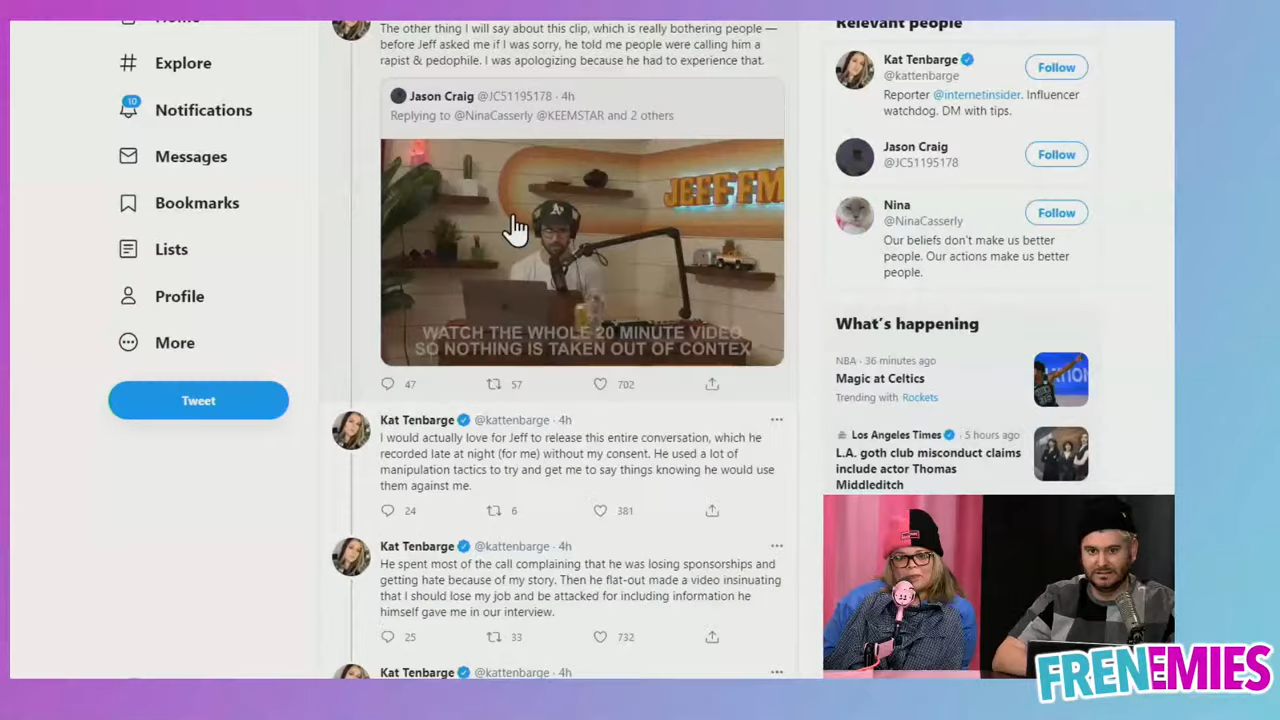 Explore
10
Notifications
Messages
Bookmarks
Lists
Profile
More
Tweet
The other thing I will say about this clip, which is really bothering people —
before Jeff asked me if I was sorry, he told me people were calling him a
rapist & pedophile. I was apologizing because he had to experience that.
Jason Craig @JC51195178 · 4h
Replying to @NinaCasserly @KEEMSTAR and 2 others
JEFF FM
WATCH THE WHOLE 20 MINUTE VIDEO
SO NOTHING IS TAKEN OUT OF CONTEX
47 57 702
Kat Tenbarge @kattenbarge · 4h
I would actually love for Jeff to release this entire conversation, which he
recorded late at night (for me) without my consent. He used a lot of
manipulation tactics to try and get me to say things knowing he would use
them against me.
24 6 381
Kat Tenbarge @kattenbarge · 4h
He spent most of the call complaining that he was losing sponsorships and
getting hate because of my story. Then he flat-out made a video insinuating
that I should lose my job and be attacked for including information he
himself gave me in our interview.
25 33 732
Kat Tenbarge @kattenbarge · 4h
Relevant people
Kat Tenbarge
@kattenbarge
Follow
Reporter @internetinsider. Influencer
watchdog. DM with tips.
Jason Craig
@JC51195178
Follow
Nina
@NinaCasserly
Follow
Our beliefs don't make us better
people. Our actions make us better
people.
What's happening
NBA · 36 minutes ago
Magic at Celtics
Trending with Rockets
Los Angeles Times · 5 hours ago
L.A. goth club misconduct claims
include actor Thomas
Middleditch
FRENEMIES